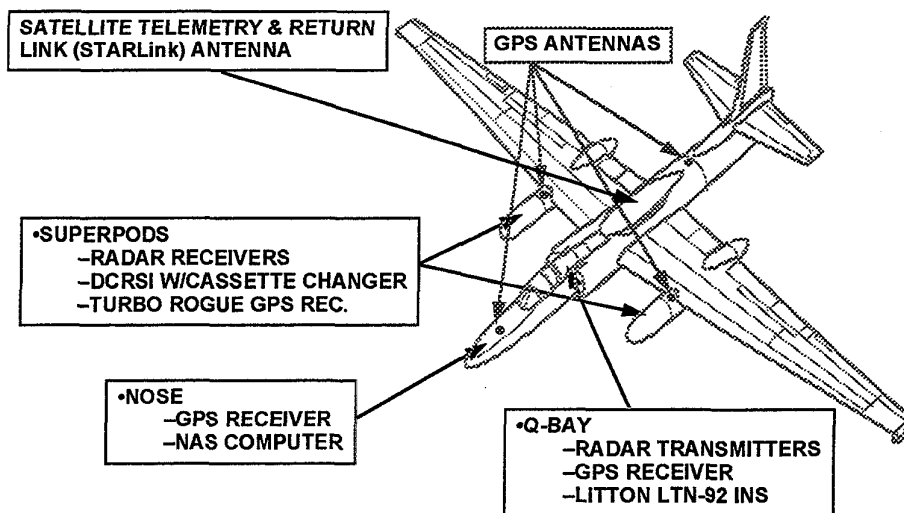 SATELLITE TELEMETRY & RETURN
LINK (STARLink) ANTENNA
GPS ANTENNAS
•SUPERPODS
–RADAR RECEIVERS
–DCRSI W/CASSETTE CHANGER
–TURBO ROGUE GPS REC.
•NOSE
–GPS RECEIVER
–NAS COMPUTER
•Q-BAY
–RADAR TRANSMITTERS
–GPS RECEIVER
–LITTON LTN-92 INS